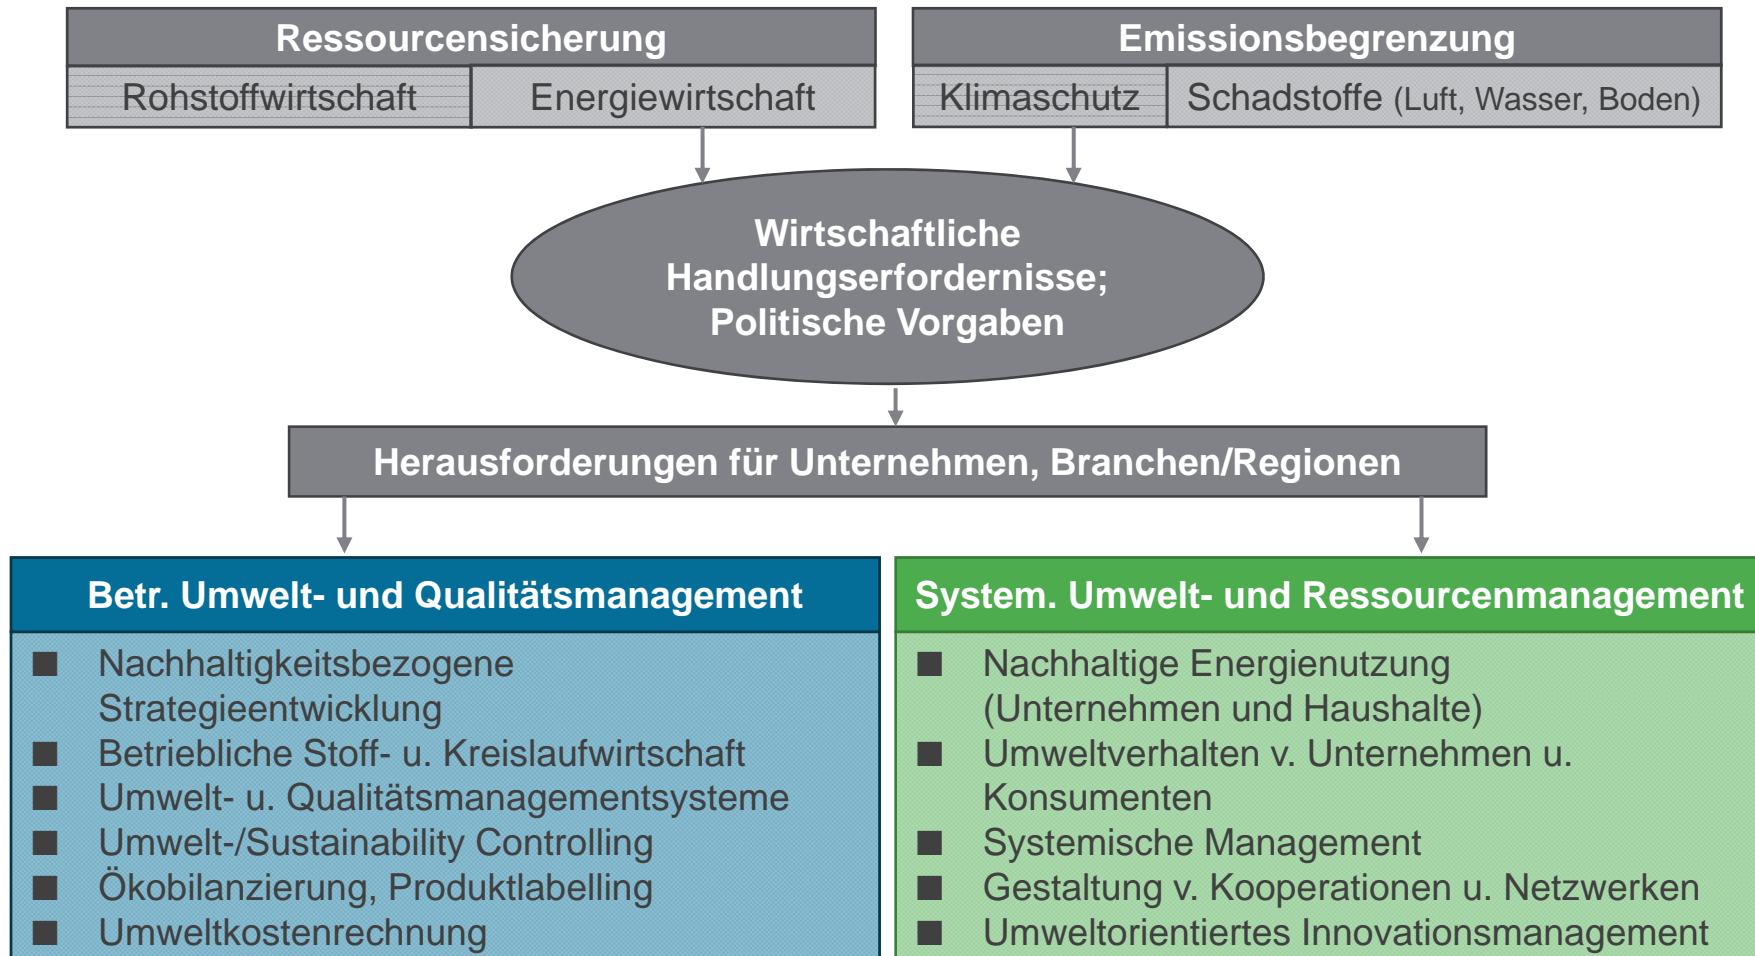 Ressourcensicherung
Rohstoffwirtschaft
Energiewirtschaft
Emissionsbegrenzung
Klimaschutz
Schadstoffe (Luft, Wasser, Boden)
Wirtschaftliche
Handlungserfordernisse;
Politische Vorgaben
Herausforderungen für Unternehmen, Branchen/Regionen
Betr. Umwelt- und Qualitätsmanagement
Nachhaltigkeitsbezogene
Strategieentwicklung
Betriebliche Stoff- u. Kreislaufwirtschaft
Umwelt- u. Qualitätsmanagementsysteme
Umwelt-/Sustainability Controlling
Ökobilanzierung, Produktlabelling
Umweltkostenrechnung
System. Umwelt- und Ressourcenmanagement
Nachhaltige Energienutzung
(Unternehmen und Haushalte)
Umweltverhalten v. Unternehmen u.
Konsumenten
Systemische Management
Gestaltung v. Kooperationen u. Netzwerken
Umweltorientiertes Innovationsmanagement